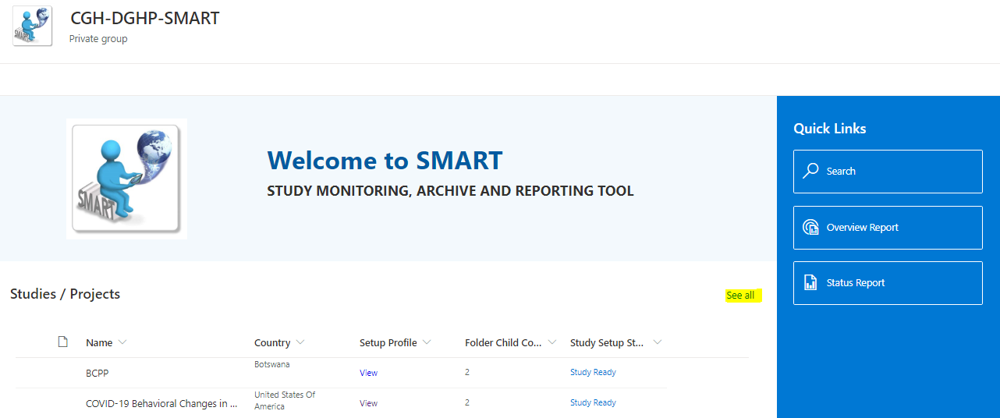 CGH-DGHP-SMART
Private group
SMART
Welcome to SMART
STUDY MONITORING, ARCHIVE AND REPORTING TOOL
SMART
Quick Links
Search
Overview Report
Status Report
Studies / Projects
See all
Name Country Setup Profile Folder Child Co... Study Setup St...
BCPP Botswana View 2 Study Ready
COVID-19 Behavioral Changes in ... United States Of View 2 Study Ready
America